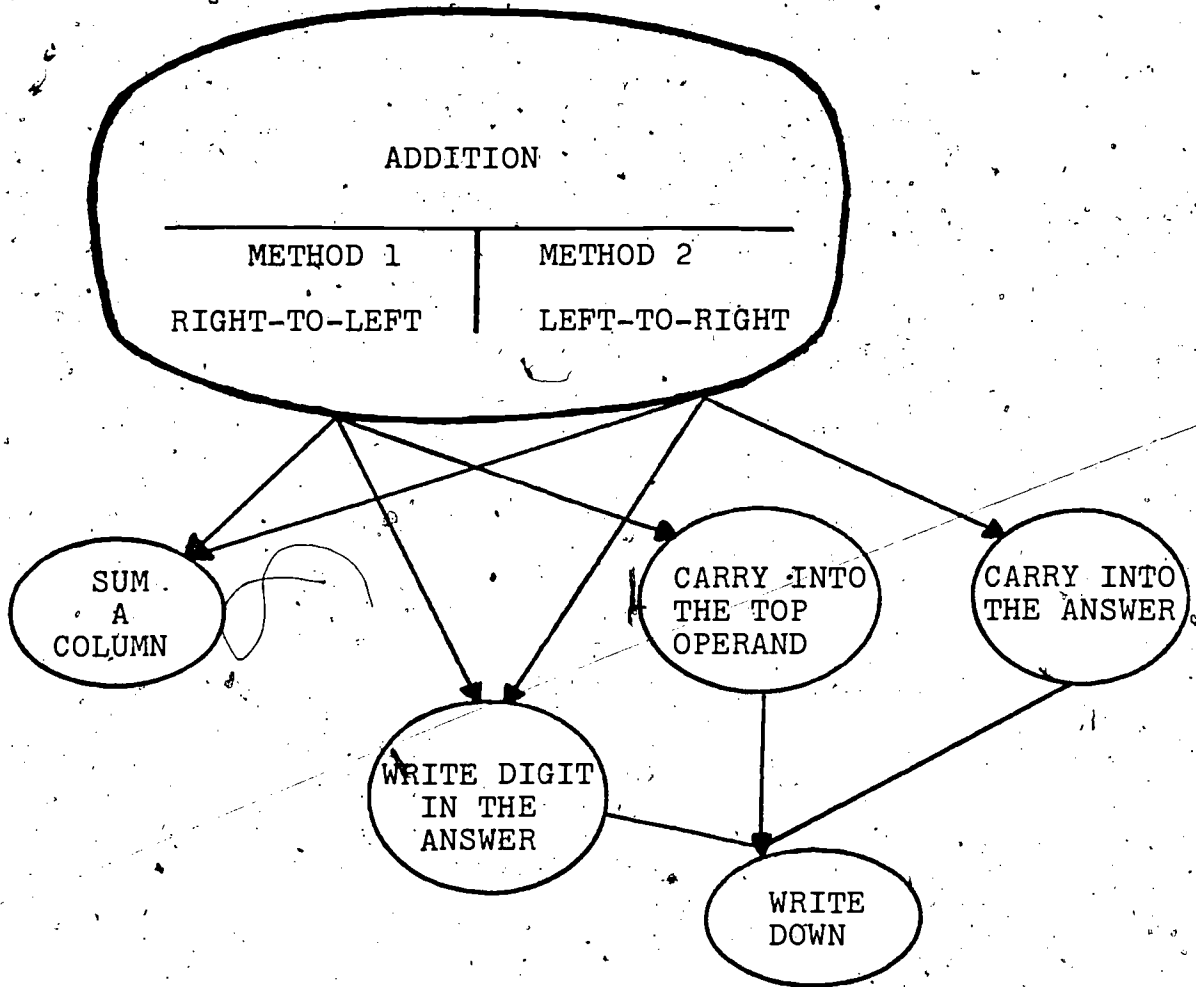 ADDITION
METHOD 1
METHOD 2
RIGHT-TO-LEFT
LEFT-TO-RIGHT
SUM
A
COLUMN
CARRY INTO
THE TOP
OPERAND
CARRY INTO
THE ANSWER
WRITE DIGIT
IN THE
ANSWER
WRITE
DOWN